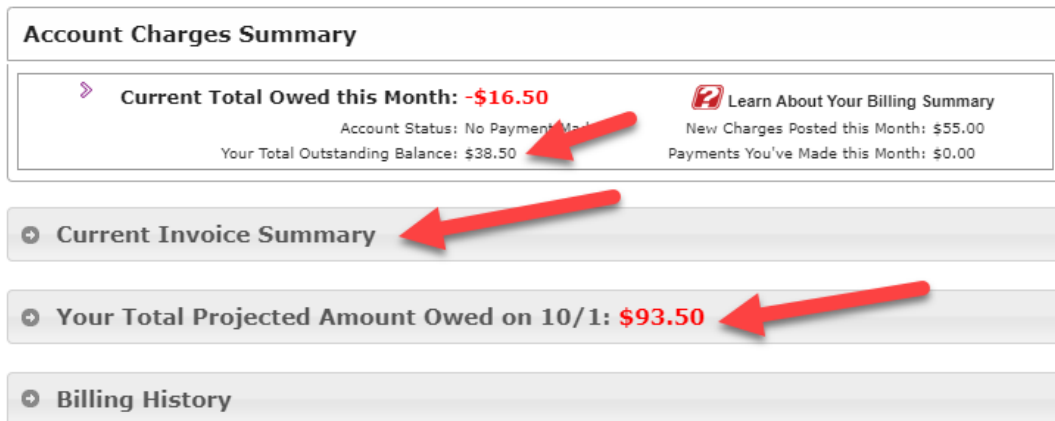 Account Charges Summary
Current Total Owed this Month: -$16.50
Learn About Your Billing Summary
Account Status: No Payment
New Charges Posted this Month: $55.00
Your Total Outstanding Balance: $38.50
Payments You've Made this Month: $0.00
Current Invoice Summary
Your Total Projected Amount Owed on 10/1: $93.50
Billing History